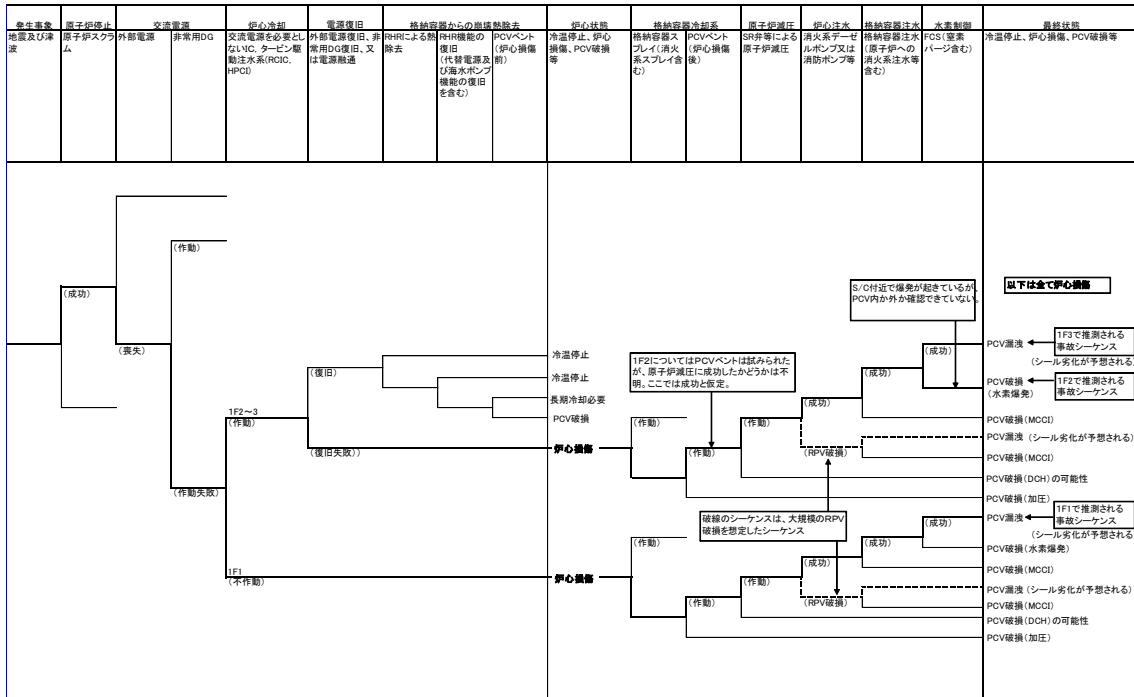 発生事象
原子炉停止
交流電源
炉心冷却
電源復旧
格納容器からの崩壊熱除去
炉心状態
格納容器冷却系
原子炉減圧
炉心注水
格納容器注水
水素制御
最終状態
地震及び津
波
原子炉スクラ
ム
外部電源
非常用DG
交流電源を必要とし
ないIC、タービン駆
動注水系(RCIC,
HPCI)
外部電源復旧、非
常用DG復旧、又
は電源融通
RHRによる熱
除去
RHR機能の
復旧
(代替電源及
び海水ポンプ
機能の復旧
を含む)
PCVベント
(炉心損傷
前)
冷温停止、炉心
損傷、PCV破損
等
格納容器ス
プレイ(消火
系スプレイ含
む)
PCVベント
(炉心損傷
後)
SR弁等による
原子炉減圧
消火系デーゼ
ルポンプ又は
消防ポンプ等
格納容器注水
(原子炉への
消火系注水等
含む)
FCS(窒素
パージ含む)
冷温停止、炉心損傷、PCV破損等
(作動)
(成功)
(喪失)
(作動失敗)
1F2～3
(作動)
1F1
(不作動)
(復旧)
(復旧失敗))
冷温停止
冷温停止
長期冷却必要
PCV破損
炉心損傷
炉心損傷
S/C付近で爆発が起きているが、
PCV内か外か確認できていない。
以下は全て炉心損傷
1F2についてはPCVベントは試みられた
が、原子炉減圧に成功したかどうかは不
明。ここでは成功と仮定。
(作動)
(作動)
(作動)
(成功)
(RPV破損)
(成功)
(成功)
PCV漏洩
1F3で推測される
事故シーケンス
(シール劣化が予想される)
PCV破損
(水素爆発)
1F2で推測される
事故シーケンス
PCV破損(MCCI)
PCV漏洩 (シール劣化が予想される)
PCV破損(MCCI)
PCV破損(DCH)の可能性
PCV破損(加圧)
破線のシーケンスは、大規模のRPV
破損を想定したシーケンス
(作動)
(作動)
(作動)
(成功)
(RPV破損)
(成功)
(成功)
PCV漏洩
1F1で推測される
事故シーケンス
(シール劣化が予想される)
PCV破損(水素爆発)
PCV破損(MCCI)
PCV漏洩 (シール劣化が予想される)
PCV破損(MCCI)
PCV破損(DCH)の可能性
PCV破損(加圧)